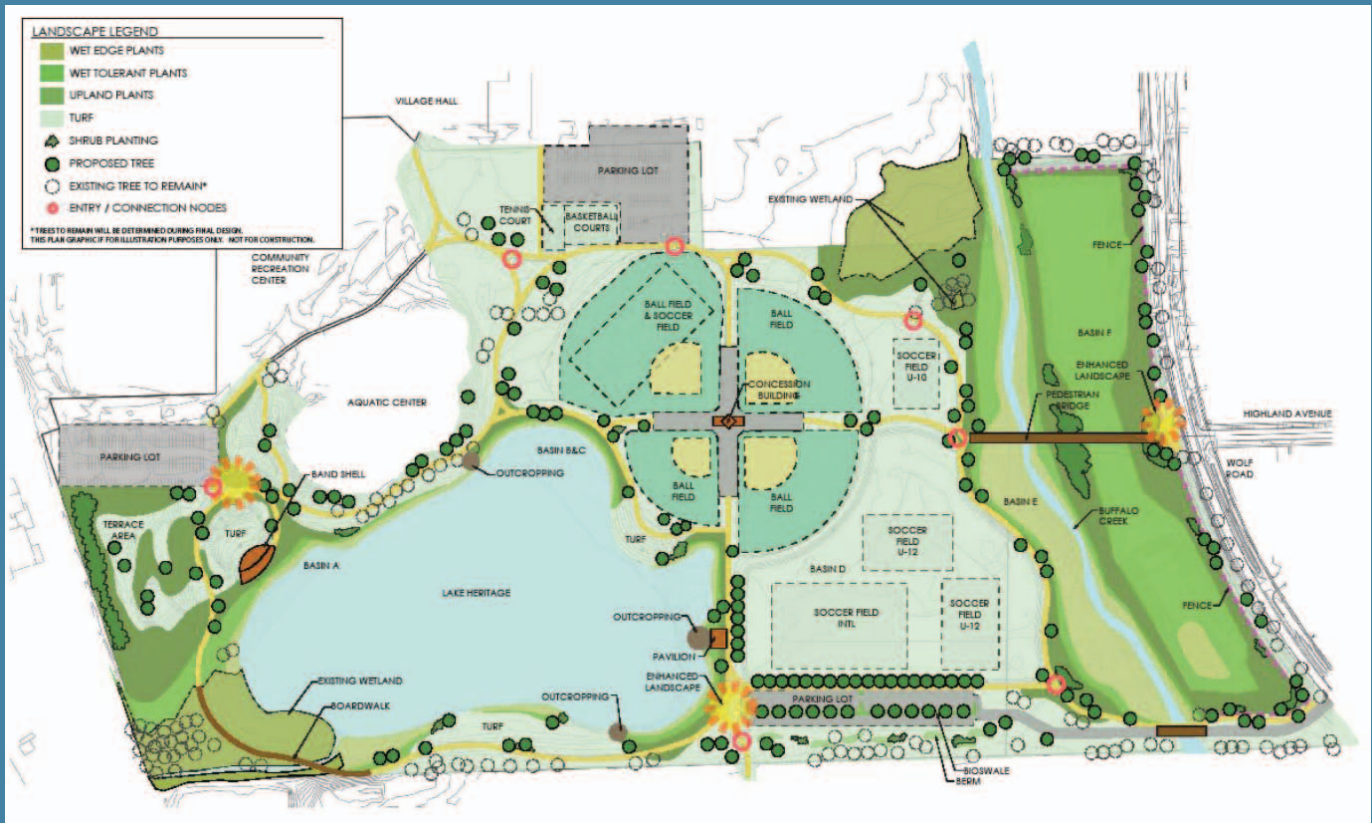 LANDSCAPE LEGEND
WET EDGE PLANTS
WET TOLERANT PLANTS
UPLAND PLANTS
TURF
SHRUB PLANTING
PROPOSED TREE
EXISTING TREE TO REMAIN*
ENTRY / CONNECTION NODES
*TREES TO REMAIN WILL BE DETERMINED DURING FINAL DESIGN.
THIS PLAN GRAPHIC IF FOR ILLUSTRATION PURPOSES ONLY. NOT FOR CONSTRUCTION.
VILLAGE HALL
PARKING LOT
TENNIS
COURT
BASKETBALL
COURTS
EXISTING WETLAND
FENCE
COMMUNITY
RECREATION
CENTER
BALL FIELD
& SOCCER
FIELD
BALL
FIELD
BASIN F
SOCCER
FIELD
U-10
ENHANCED
LANDSCAPE
CONCESSION
BUILDING
PEDESTRIAN
BRIDGE
AQUATIC CENTER
HIGHLAND AVENUE
PARKING LOT
BASIN B&C
OUTCROPPING
BAND SHELL
WOLF
ROAD
BALL
FIELD
BALL
FIELD
BASIN E
BUFFALO
CREEK
TERRACE
AREA
TURF
TURF
SOCCER
FIELD
U-12
BASIN A
BASIN D
LAKE HERITAGE
SOCCER FIELD
INTL
SOCCER
FIELD
U-12
FENCE
OUTCROPPING
PAVILION
ENHANCED
LANDSCAPE
EXISTING WETLAND
BOARDWALK
OUTCROPPING
PARKING LOT
TURF
BIOSWALE
BERM